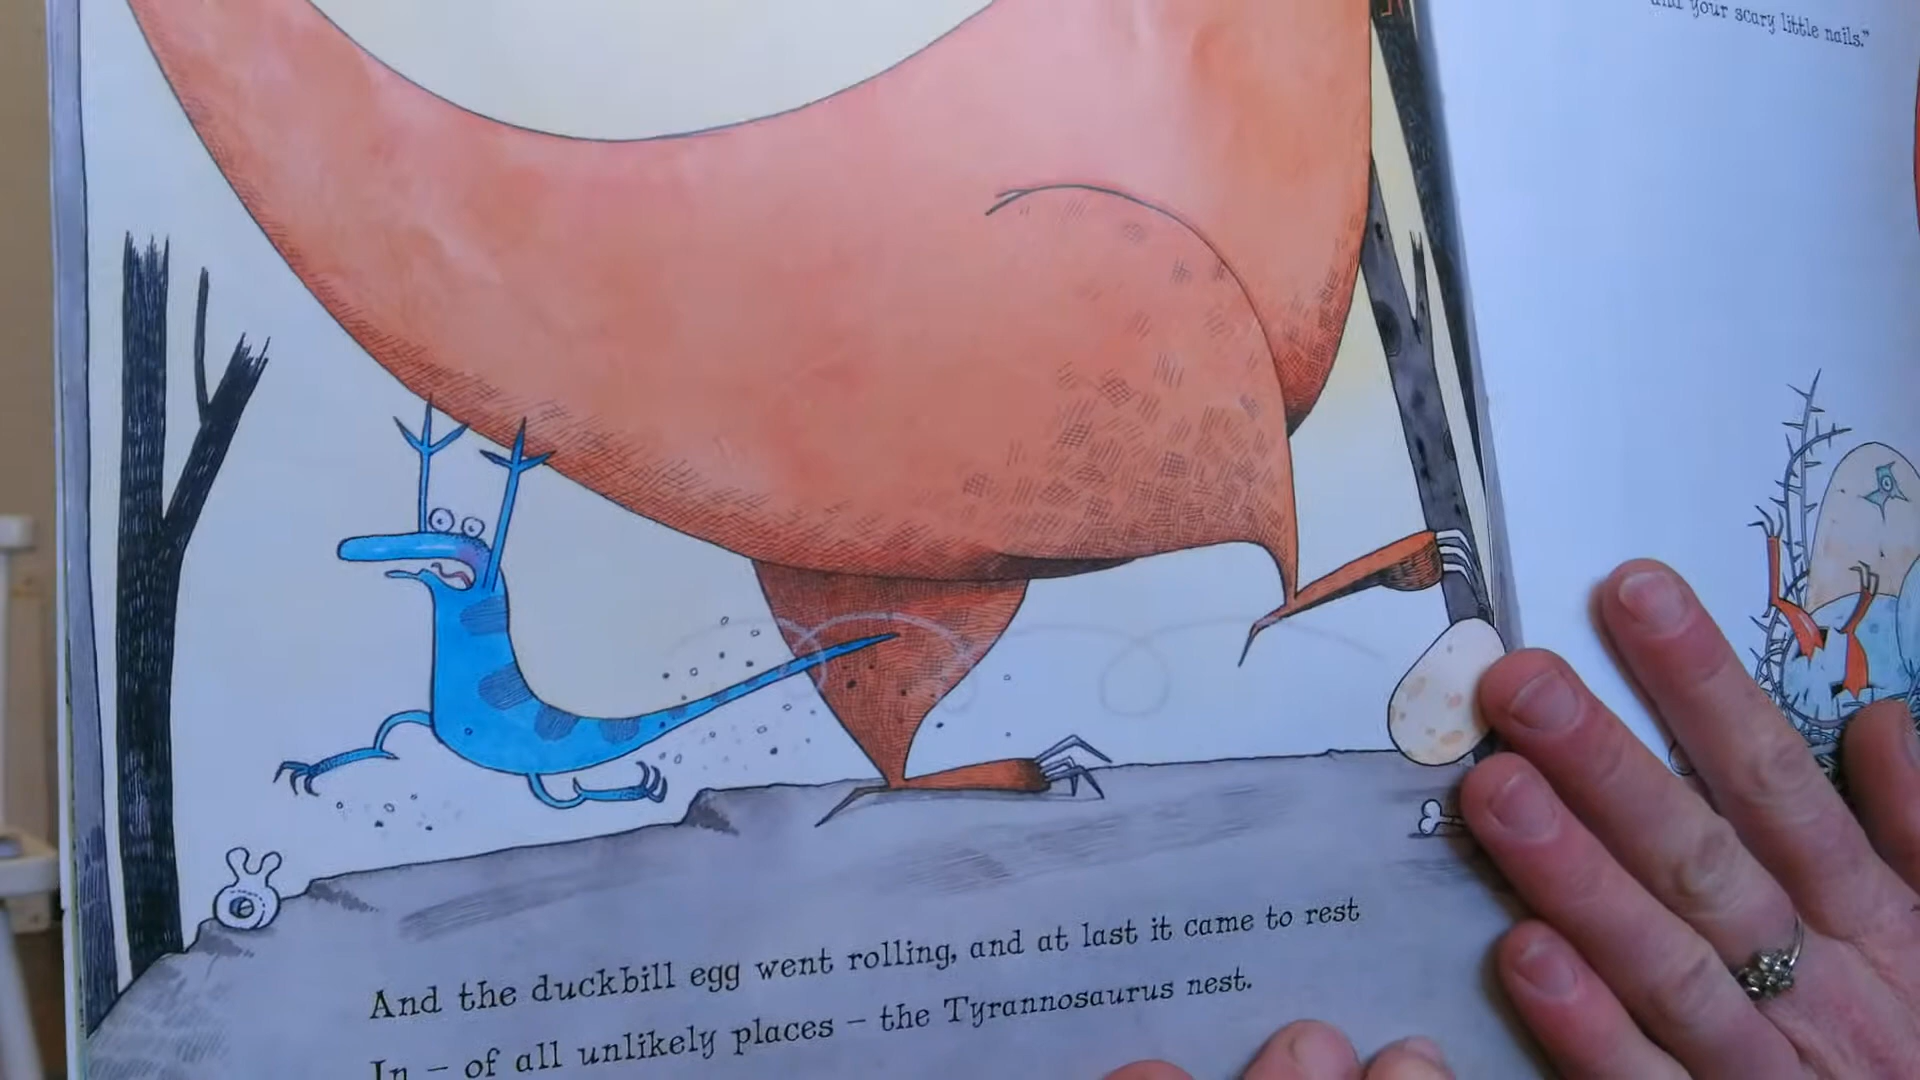 And the duckbill egg went rolling, and at last it came to rest
In – of all unlikely places – the Tyrannosaurus nest.
and your scary little nails."